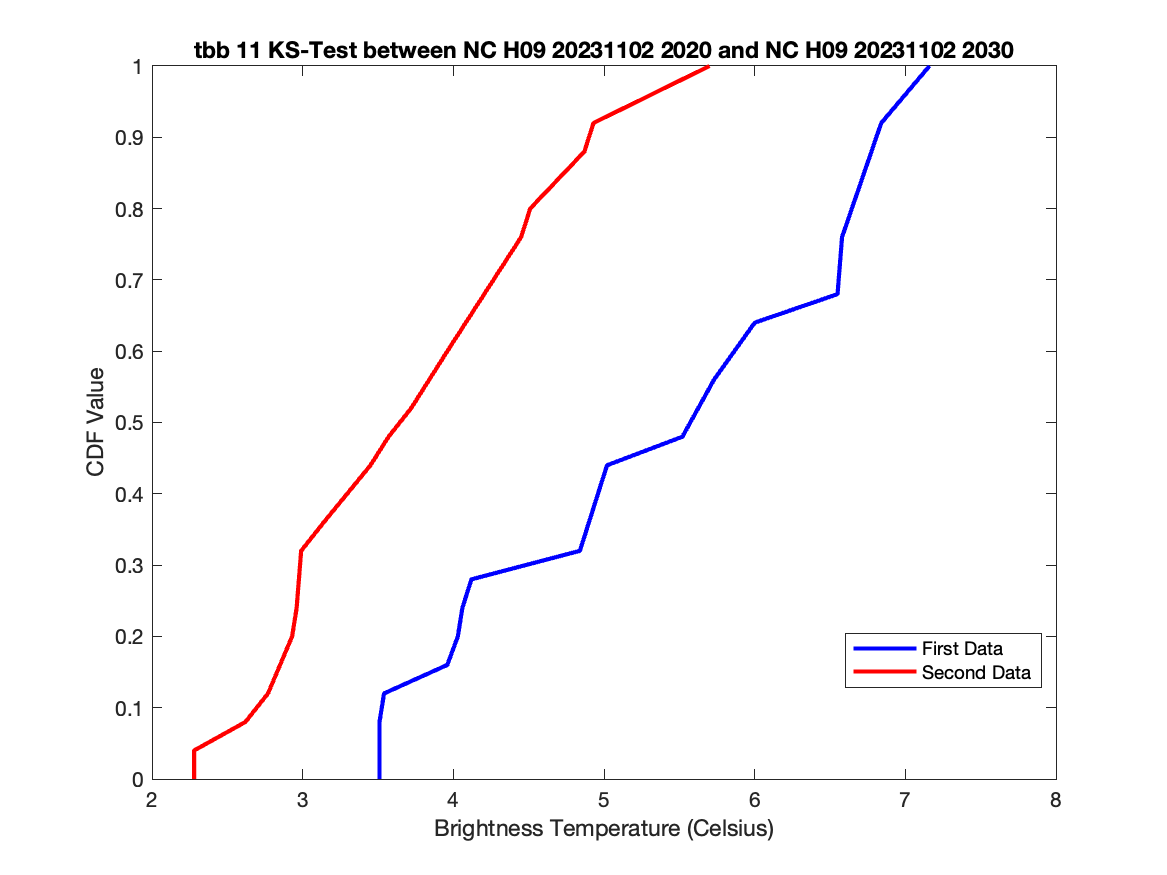 tbb 11 KS-Test between NC H09 20231102 2020 and NC H09 20231102 2030
1
0.9
0.8
0.7
0.6
0.5
0.4
0.3
0.2
0.1
0
CDF Value
First Data
Second Data
2 3 4 5 6 7 8
Brightness Temperature (Celsius)